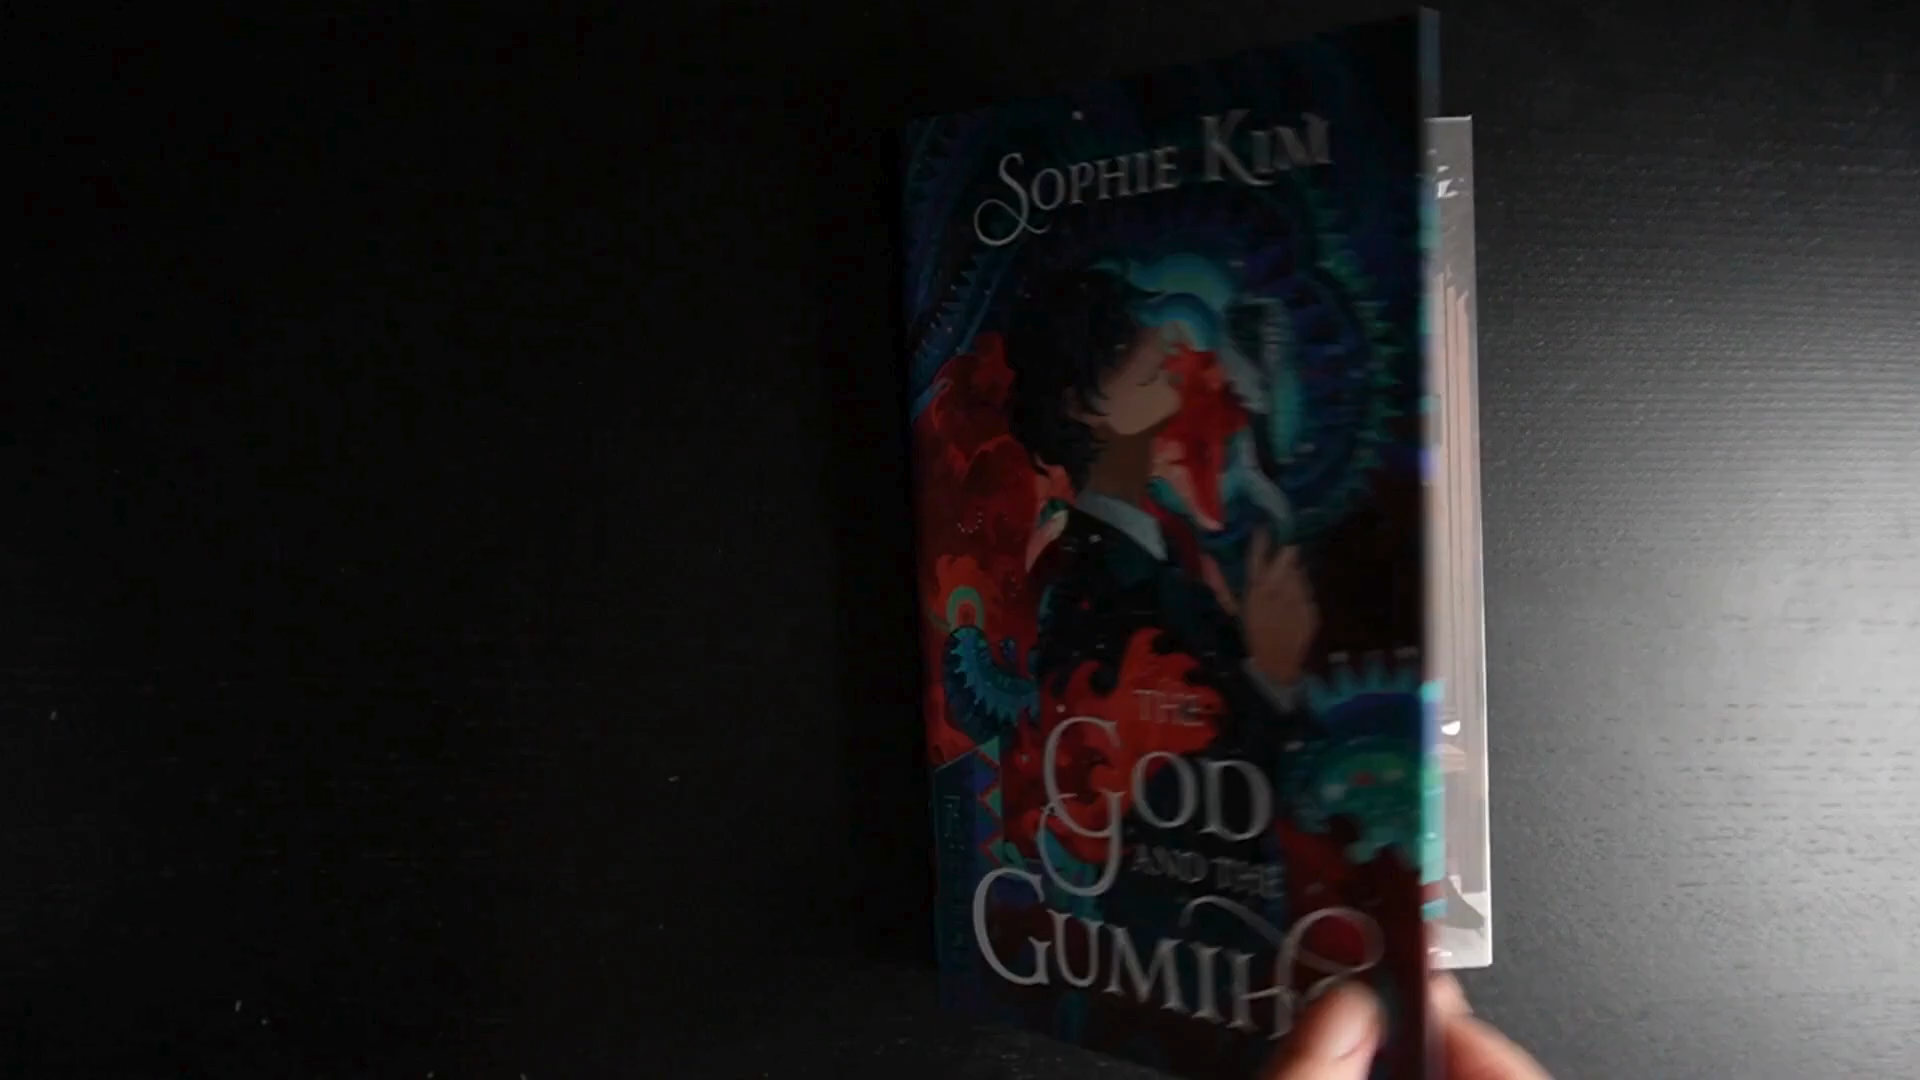 SOPHIE KIM
THE
GOD
AND THE
GUMIHO